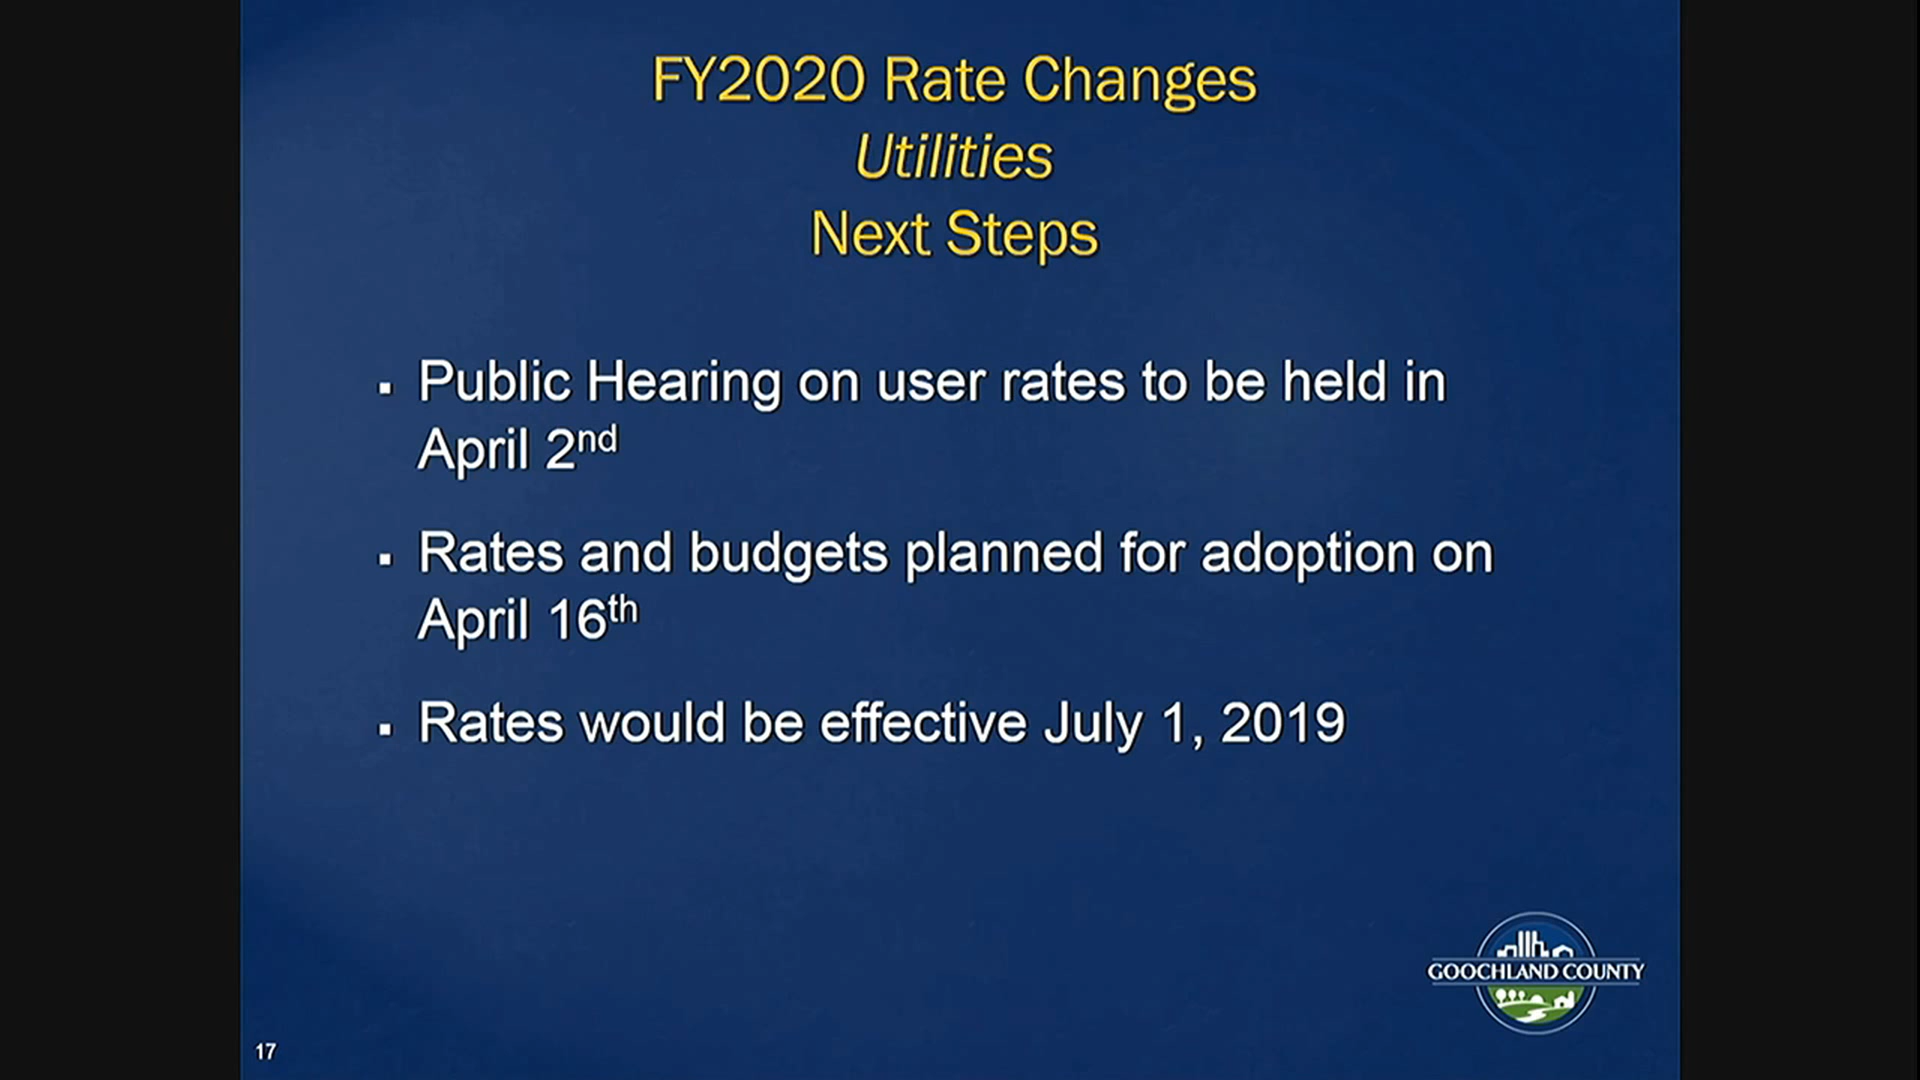 FY2020 Rate Changes
Utilities
Next Steps
▪ Public Hearing on user rates to be held in
April 2nd
▪ Rates and budgets planned for adoption on
April 16th
▪ Rates would be effective July 1, 2019
GOOCHLAND COUNTY
17